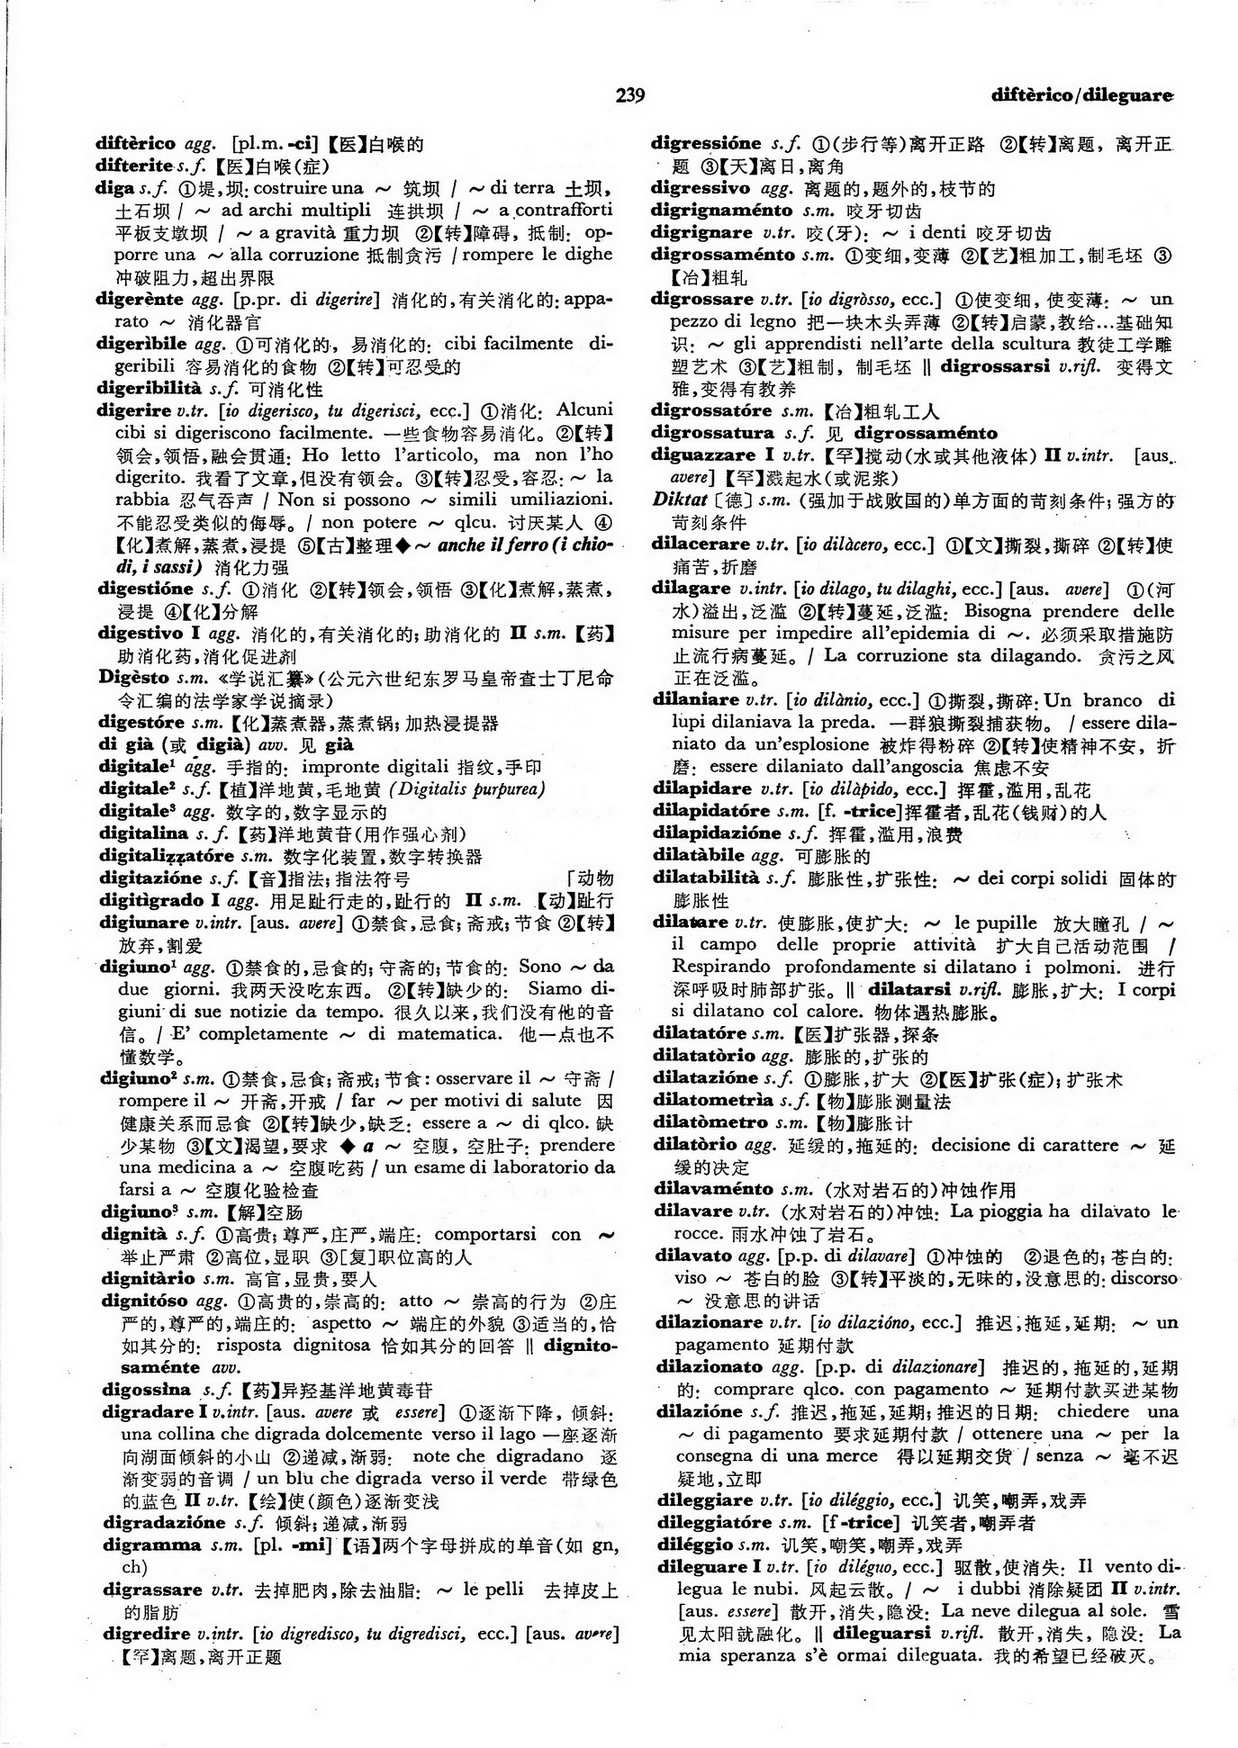 239
diftèrico/dileguare
diftèrico agg. [pl.m. -ci]【医】白喉的
difterite s.f.【医】白喉(症)
diga s.f. ①堤,坝: costruire una ～ 筑坝 / ～ di terra 土坝,
土石坝 / ～ ad archi multipli 连拱坝 / ～ a contrafforti
平板支墩坝 / ～ a gravità 重力坝 ②【转】障碍, 抵制: op-
porre una ～ alla corruzione 抵制贪污 / rompere le dighe
冲破阻力,超出界限
digerènte agg. [p.pr. di digerire] 消化的,有关消化的: appa-
rato ～ 消化器官
digerìbile agg. ①可消化的, 易消化的: cibi facilmente di-
geribili 容易消化的食物 ②【转】可忍受的
digeribilità s.f. 可消化性
digerire v.tr. [io digerisco, tu digerisci, ecc.] ①消化: Alcuni
cibi si digeriscono facilmente. 一些食物容易消化。②【转】
领会,领悟,融会贯通: Ho letto l'articolo, ma non l'ho
digerito. 我看了文章,但没有领会。③【转】忍受,容忍: ～ la
rabbia 忍气吞声 / Non si possono ～ simili umiliazioni.
不能忍受类似的侮辱。/ non potere ～ qlcu. 讨厌某人 ④
【化】煮解,蒸煮,浸提 ⑤【古】整理◆～ anche il ferro (i chio-
di, i sassi) 消化力强
digestióne s.f. ①消化 ②【转】领会,领悟 ③【化】煮解,蒸煮,
浸提 ④【化】分解
digestivo I agg. 消化的,有关消化的; 助消化的 II s.m.【药】
助消化药,消化促进剂
Digèsto s.m. 《学说汇纂》(公元六世纪东罗马皇帝查士丁尼命
令汇编的法学家学说摘录)
digestóre s.m.【化】蒸煮器,蒸煮锅; 加热浸提器
di già (或 digià) avv. 见 già
digitale¹ agg. 手指的: impronte digitali 指纹,手印
digitale² s.f.【植】洋地黄,毛地黄 (Digitalis purpurea)
digitale³ agg. 数字的,数字显示的
digitalina s. f.【药】洋地黄苷(用作强心剂)
digitalizzatóre s.m. 数字化装置,数字转换器
digitazióne s.f.【音】指法; 指法符号 「动物
digitìgrado I agg. 用足趾行走的,趾行的 II s.m. 【动】趾行
digiunare v.intr. [aus. avere] ①禁食,忌食; 斋戒; 节食 ②【转】
放弃,割爱
digiuno¹ agg. ①禁食的,忌食的; 守斋的; 节食的: Sono ～ da
due giorni. 我两天没吃东西。 ②【转】缺少的: Siamo di-
giuni di sue notizie da tempo. 很久以来,我们没有他的音
信。/ E' completamente ～ di matematica. 他一点也不
懂数学。
digiuno² s.m. ①禁食,忌食; 斋戒; 节食: osservare il ～ 守斋 /
rompere il ～ 开斋,开戒 / far ～ per motivi di salute 因
健康关系而忌食 ②【转】缺少,缺乏: essere a ～ di qlco. 缺
少某物 ③【文】渴望,要求 ◆ a ～ 空腹, 空肚子: prendere
una medicina a ～ 空腹吃药 / un esame di laboratorio da
farsi a ～ 空腹化验检查
digiuno³ s.m.【解】空肠
dignità s.f. ①高贵; 尊严,庄严,端庄: comportarsi con ～
举止严肃 ②高位,显职 ③[复]职位高的人
dignitàrio s.m. 高官,显贵,要人
dignitóso agg. ①高贵的,崇高的: atto ～ 崇高的行为 ②庄
严的,尊严的,端庄的: aspetto ～ 端庄的外貌 ③适当的,恰
如其分的: risposta dignitosa 恰如其分的回答 ‖ dignito-
saménte avv.
digossina s.f.【药】异羟基洋地黄毒苷
digradare I v.intr. [aus. avere 或 essere] ①逐渐下降, 倾斜:
una collina che digrada dolcemente verso il lago 一座逐渐
向湖面倾斜的小山 ②递减,渐弱: note che digradano 逐
渐变弱的音调 / un blu che digrada verso il verde 带绿色
的蓝色 II v.tr.【绘】使(颜色)逐渐变浅
digradazióne s.f. 倾斜; 递减,渐弱
digramma s.m. [pl. -mi]【语】两个字母拼成的单音(如 gn,
ch)
digrassare v.tr. 去掉肥肉,除去油脂: ～ le pelli 去掉皮上
的脂肪
digredire v.intr. [io digredisco, tu digredisci, ecc.] [aus. avere]
【罕】离题,离开正题
digressióne s.f. ①(步行等)离开正路 ②【转】离题, 离开正
题 ③【天】离日,离角
digressivo agg. 离题的,题外的,枝节的
digrignaménto s.m. 咬牙切齿
digrignare v.tr. 咬(牙): ～ i denti 咬牙切齿
digrossaménto s.m. ①变细,变薄 ②【艺】粗加工,制毛坯 ③
【冶】粗轧
digrossare v.tr. [io digròsso, ecc.] ①使变细, 使变薄: ～ un
pezzo di legno 把一块木头弄薄 ②【转】启蒙,教给…基础知
识: ～ gli apprendisti nell'arte della scultura 教徒工学雕
塑艺术 ③【艺】粗制, 制毛坯 ‖ digrossarsi v.rifl. 变得文
雅,变得有教养
digrossatóre s.m.【冶】粗轧工人
digrossatura s.f. 见 digrossaménto
diguazzare I v.tr.【罕】搅动(水或其他液体) II v.intr. [aus.
avere]【罕】溅起水(或泥浆)
Diktat〔德〕s.m. (强加于战败国的)单方面的苛刻条件; 强方的
苛刻条件
dilacerare v.tr. [io dilàcero, ecc.] ①【文】撕裂,撕碎 ②【转】使
痛苦,折磨
dilagare v.intr. [io dilago, tu dilaghi, ecc.] [aus. avere] ①(河
水)溢出,泛滥 ②【转】蔓延,泛滥: Bisogna prendere delle
misure per impedire all'epidemia di ～. 必须采取措施防
止流行病蔓延。/ La corruzione sta dilagando. 贪污之风
正在泛滥。
dilaniare v.tr. [io dilànio, ecc.] ①撕裂,撕碎: Un branco di
lupi dilaniava la preda. 一群狼撕裂捕获物。 / essere dila-
niato da un'esplosione 被炸得粉碎 ②【转】使精神不安, 折
磨: essere dilaniato dall'angoscia 焦虑不安
dilapidare v.tr. [io dilàpido, ecc.] 挥霍,滥用,乱花
dilapidatóre s.m. [f. -trice]挥霍者,乱花(钱财)的人
dilapidazióne s.f. 挥霍,滥用,浪费
dilatàbile agg. 可膨胀的
dilatabilità s.f. 膨胀性,扩张性: ～ dei corpi solidi 固体的
膨胀性
dilatare v.tr. 使膨胀,使扩大: ～ le pupille 放大瞳孔 / ～
il campo delle proprie attività 扩大自己活动范围 /
Respirando profondamente si dilatano i polmoni. 进行
深呼吸时肺部扩张。‖ dilatarsi v.rifl. 膨胀,扩大: I corpi
si dilatano col calore. 物体遇热膨胀。
dilatatóre s.m.【医】扩张器,探条
dilatatòrio agg. 膨胀的,扩张的
dilatazióne s.f. ①膨胀,扩大 ②【医】扩张(症); 扩张术
dilatometrìa s.f.【物】膨胀测量法
dilatòmetro s.m.【物】膨胀计
dilatòrio agg. 延缓的,拖延的: decisione di carattere ～ 延
缓的决定
dilavaménto s.m. (水对岩石的)冲蚀作用
dilavare v.tr. (水对岩石的)冲蚀: La pioggia ha dilavato le
rocce. 雨水冲蚀了岩石。
dilavato agg. [p.p. di dilavare] ①冲蚀的 ②退色的; 苍白的:
viso ～ 苍白的脸 ③【转】平淡的,无味的,没意思的: discorso
～ 没意思的讲话
dilazionare v.tr. [io dilazióno, ecc.] 推迟,拖延,延期: ～ un
pagamento 延期付款
dilazionato agg. [p.p. di dilazionare] 推迟的, 拖延的,延期
的: comprare qlco. con pagamento ～ 延期付款买进某物
dilazióne s.f. 推迟,拖延,延期; 推迟的日期: chiedere una
～ di pagamento 要求延期付款 / ottenere una ～ per la
consegna di una merce 得以延期交货 / senza ～ 毫不迟
疑地,立即
dileggiare v.tr. [io diléggio, ecc.] 讥笑,嘲弄,戏弄
dileggiatóre s.m. [f -trice] 讥笑者,嘲弄者
diléggio s.m. 讥笑,嘲笑,嘲弄,戏弄
dileguare I v.tr. [io diléguo, ecc.] 驱散,使消失: Il vento di-
legua le nubi. 风起云散。/ ～ i dubbi 消除疑团 II v.intr.
[aus. essere] 散开,消失,隐没: La neve dilegua al sole. 雪
见太阳就融化。‖ dileguarsi v.rifl. 散开,消失, 隐没: La
mia speranza s'è ormai dileguata. 我的希望已经破灭。